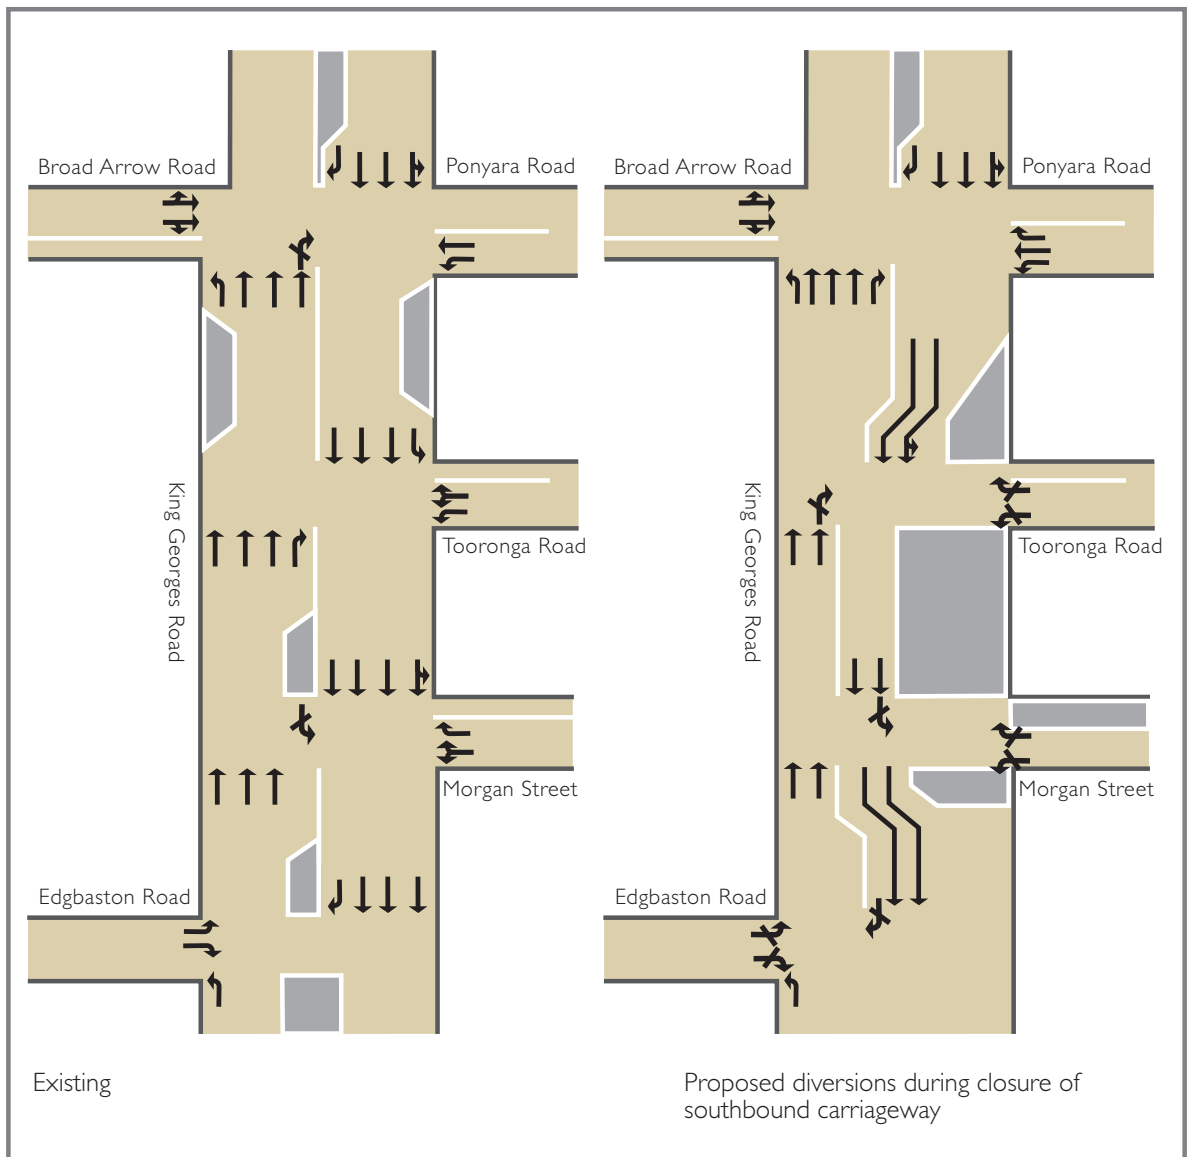 Broad Arrow Road
Ponyara Road
King Georges Road
Tooronga Road
Morgan Street
Edgbaston Road
Existing
Broad Arrow Road
Ponyara Road
King Georges Road
Tooronga Road
Morgan Street
Edgbaston Road
Proposed diversions during closure of
southbound carriageway